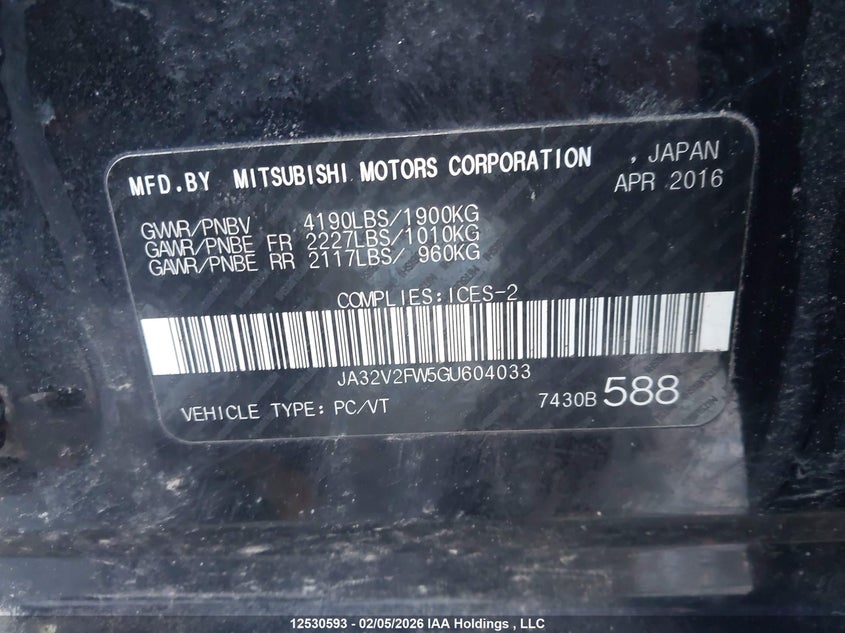 MFD.BY MITSUBISHI MOTORS CORPORATION , JAPAN
APR 2016
GVWR/PNBV 4190LBS/1900KG
GAWR/PNBE FR 2227LBS/1010KG
GAWR/PNBE RR 2117LBS/ 960KG
COMPLIES:ICES-2
JA32V2FW5GU604033
VEHICLE TYPE: PC/VT 7430B 588
12530593 - 02/05/2026 IAA Holdings , LLC